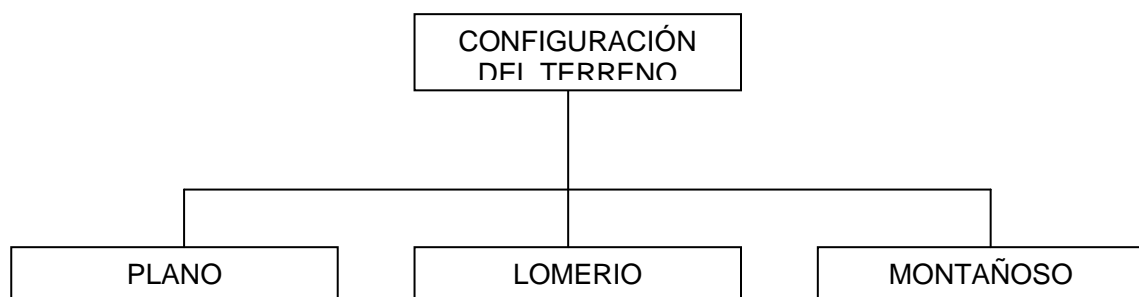 CONFIGURACIÓN
DEL TERRENO
PLANO
LOMERIO
MONTAÑOSO